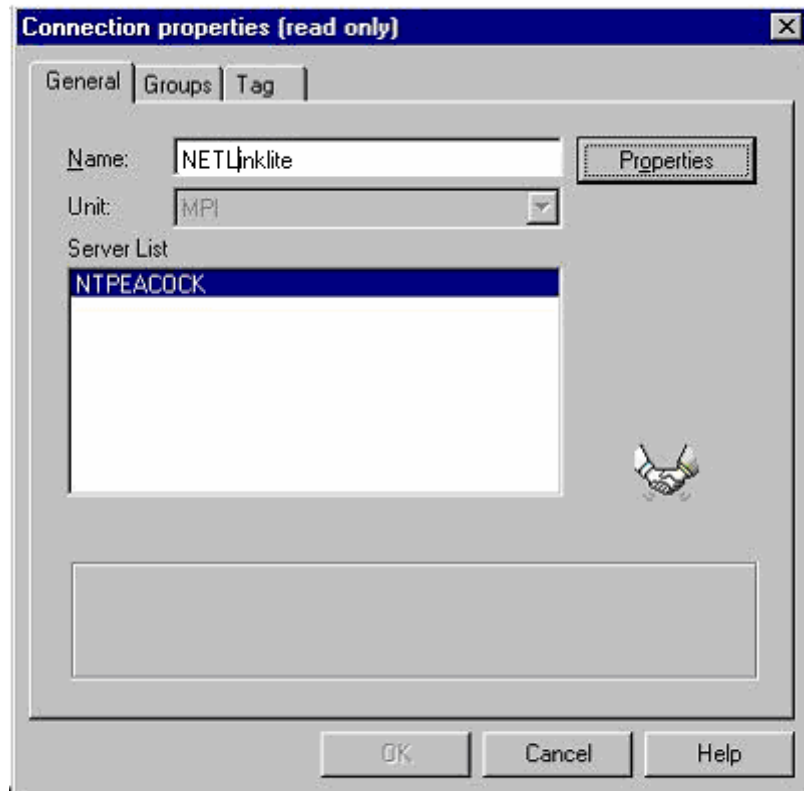 Connection properties (read only)
General Groups Tag
Name: NETLinklite Properties
Unit: MPI
Server List
NTPEACOCK
OK Cancel Help